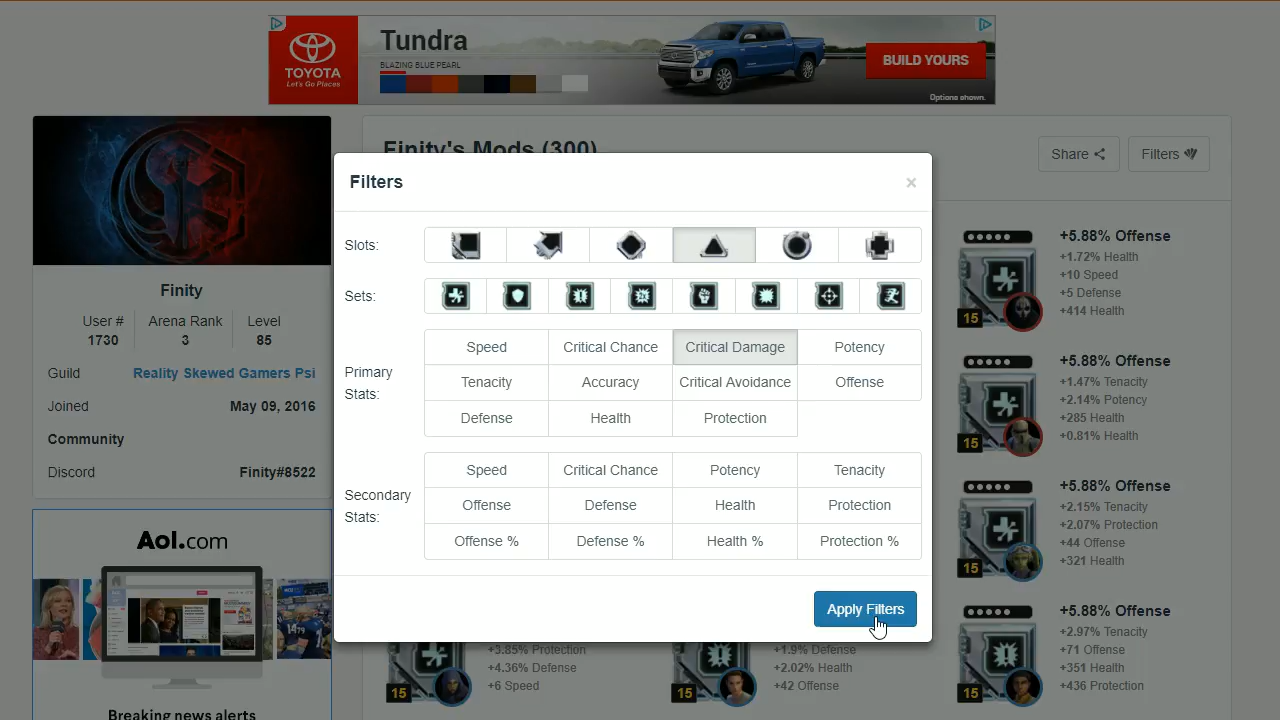 Tundra
BLAZING BLUE PEARL
TOYOTA
Let's Go Places
BUILD YOURS
Options shown.
Finity's Mods (300)
Share
Filters
Finity
User #
Arena Rank
Level
1730
3
85
Guild
Reality Skewed Gamers Psi
Joined
May 09, 2016
Community
Discord
Finity#8522
Aol.com
Breaking news alerts
Filters
×
Slots:
Sets:
Primary
Stats:
Speed
Critical Chance
Critical Damage
Potency
Tenacity
Accuracy
Critical Avoidance
Offense
Defense
Health
Protection
Secondary
Stats:
Speed
Critical Chance
Potency
Tenacity
Offense
Defense
Health
Protection
Offense %
Defense %
Health %
Protection %
Apply Filters
+5.88% Offense
+1.72% Health
+10 Speed
+5 Defense
+414 Health
15
+5.88% Offense
+1.47% Tenacity
+2.14% Potency
+285 Health
+0.81% Health
15
+5.88% Offense
+2.15% Tenacity
+2.07% Protection
+44 Offense
+321 Health
15
+5.88% Offense
+2.97% Tenacity
+71 Offense
+351 Health
+436 Protection
15
+3.85% Protection
+4.36% Defense
+6 Speed
15
+1.9% Defense
+2.02% Health
+42 Offense
15